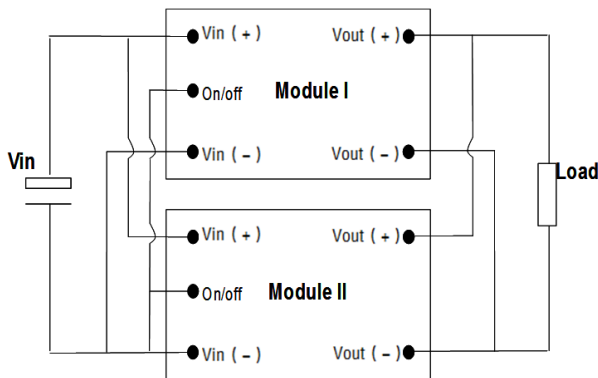 Vin ( + )
Vout ( + )
On/off
Module I
Vin ( − )
Vout ( − )
Vin
Load
Vin ( + )
Vout ( + )
On/off
Module II
Vin ( − )
Vout ( − )